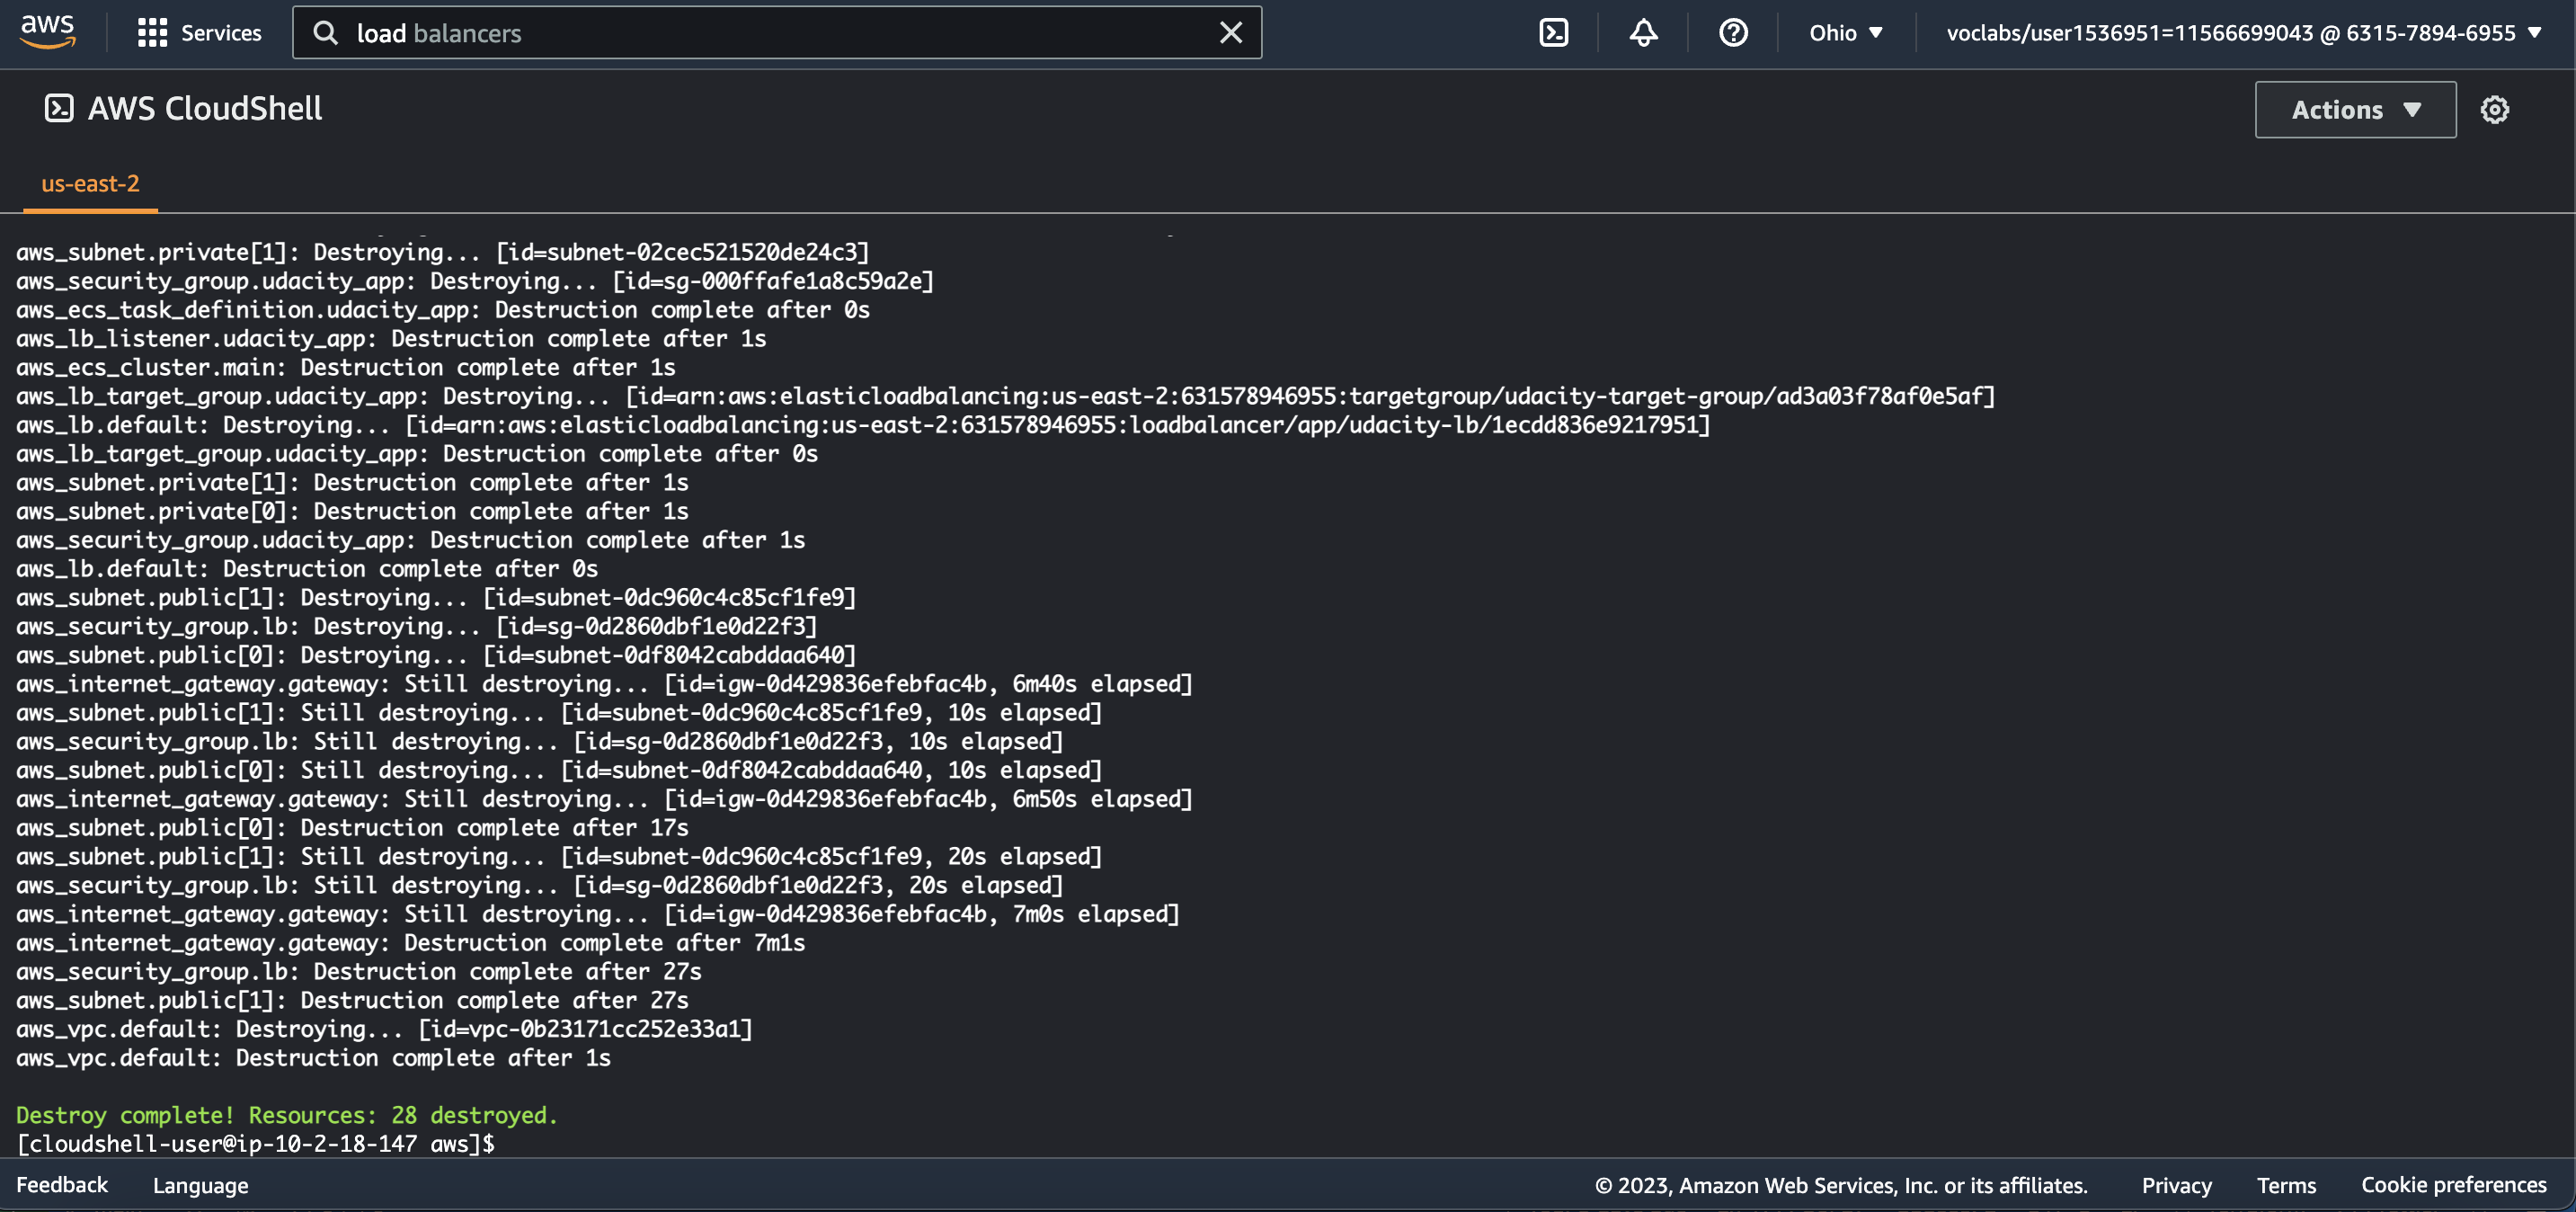 aws
Services
load balancers
Ohio
voclabs/user1536951=11566699043 @ 6315-7894-6955
AWS CloudShell
Actions
us-east-2
aws_subnet.private[1]: Destroying... [id=subnet-02cec521520de24c3]
aws_security_group.udacity_app: Destroying... [id=sg-000ffafe1a8c59a2e]
aws_ecs_task_definition.udacity_app: Destruction complete after 0s
aws_lb_listener.udacity_app: Destruction complete after 1s
aws_ecs_cluster.main: Destruction complete after 1s
aws_lb_target_group.udacity_app: Destroying... [id=arn:aws:elasticloadbalancing:us-east-2:631578946955:targetgroup/udacity-target-group/ad3a03f78af0e5af]
aws_lb.default: Destroying... [id=arn:aws:elasticloadbalancing:us-east-2:631578946955:loadbalancer/app/udacity-lb/1ecdd836e9217951]
aws_lb_target_group.udacity_app: Destruction complete after 0s
aws_subnet.private[1]: Destruction complete after 1s
aws_subnet.private[0]: Destruction complete after 1s
aws_security_group.udacity_app: Destruction complete after 1s
aws_lb.default: Destruction complete after 0s
aws_subnet.public[1]: Destroying... [id=subnet-0dc960c4c85cf1fe9]
aws_security_group.lb: Destroying... [id=sg-0d2860dbf1e0d22f3]
aws_subnet.public[0]: Destroying... [id=subnet-0df8042cabddaa640]
aws_internet_gateway.gateway: Still destroying... [id=igw-0d429836efebfac4b, 6m40s elapsed]
aws_subnet.public[1]: Still destroying... [id=subnet-0dc960c4c85cf1fe9, 10s elapsed]
aws_security_group.lb: Still destroying... [id=sg-0d2860dbf1e0d22f3, 10s elapsed]
aws_subnet.public[0]: Still destroying... [id=subnet-0df8042cabddaa640, 10s elapsed]
aws_internet_gateway.gateway: Still destroying... [id=igw-0d429836efebfac4b, 6m50s elapsed]
aws_subnet.public[0]: Destruction complete after 17s
aws_subnet.public[1]: Still destroying... [id=subnet-0dc960c4c85cf1fe9, 20s elapsed]
aws_security_group.lb: Still destroying... [id=sg-0d2860dbf1e0d22f3, 20s elapsed]
aws_internet_gateway.gateway: Still destroying... [id=igw-0d429836efebfac4b, 7m0s elapsed]
aws_internet_gateway.gateway: Destruction complete after 7m1s
aws_security_group.lb: Destruction complete after 27s
aws_subnet.public[1]: Destruction complete after 27s
aws_vpc.default: Destroying... [id=vpc-0b23171cc252e33a1]
aws_vpc.default: Destruction complete after 1s
Destroy complete! Resources: 28 destroyed.
[cloudshell-user@ip-10-2-18-147 aws]$
Feedback
Language
© 2023, Amazon Web Services, Inc. or its affiliates.
Privacy
Terms
Cookie preferences